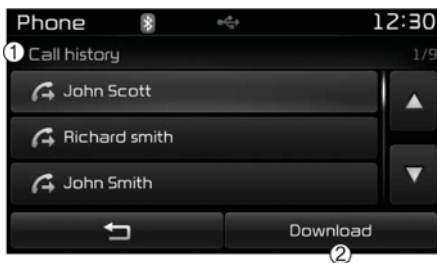 Phone 12:30
① Call history 1/9
John Scott
Richard smith
John Smith
Download
②